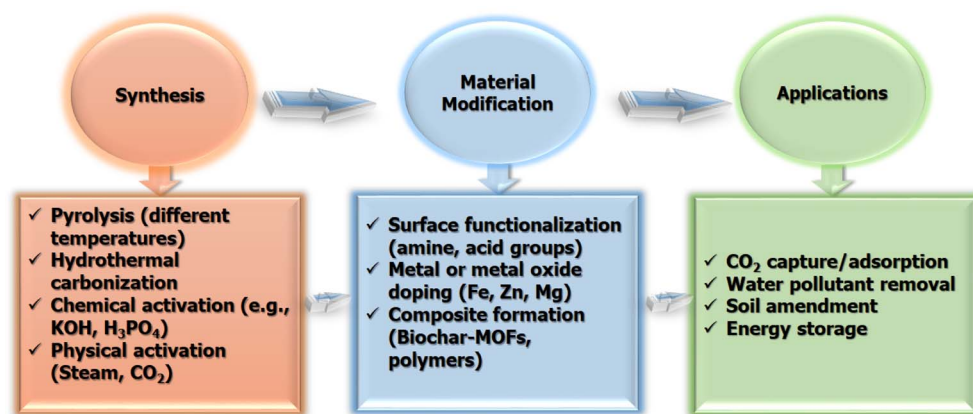 Synthesis
Material
Modification
Applications
✓ Pyrolysis (different
temperatures)
✓ Hydrothermal
carbonization
✓ Chemical activation (e.g.,
KOH, H₃PO₄)
✓ Physical activation
(Steam, CO₂)
✓ Surface functionalization
(amine, acid groups)
✓ Metal or metal oxide
doping (Fe, Zn, Mg)
✓ Composite formation
(Biochar-MOFs,
polymers)
✓ CO₂ capture/adsorption
✓ Water pollutant removal
✓ Soil amendment
✓ Energy storage